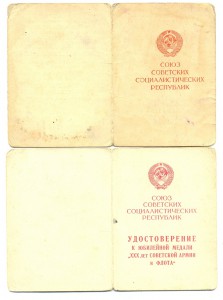 СОЮЗ
СОВЕТСКИХ
СОЦИАЛИСТИЧЕСКИХ
РЕСПУБЛИК
СОЮЗ
СОВЕТСКИХ
СОЦИАЛИСТИЧЕСКИХ
РЕСПУБЛИК
УДОСТОВЕРЕНИЕ
К ЮБИЛЕЙНОЙ МЕДАЛИ
„XXX ЛЕТ СОВЕТСКОЙ АРМИИ
И ФЛОТА“